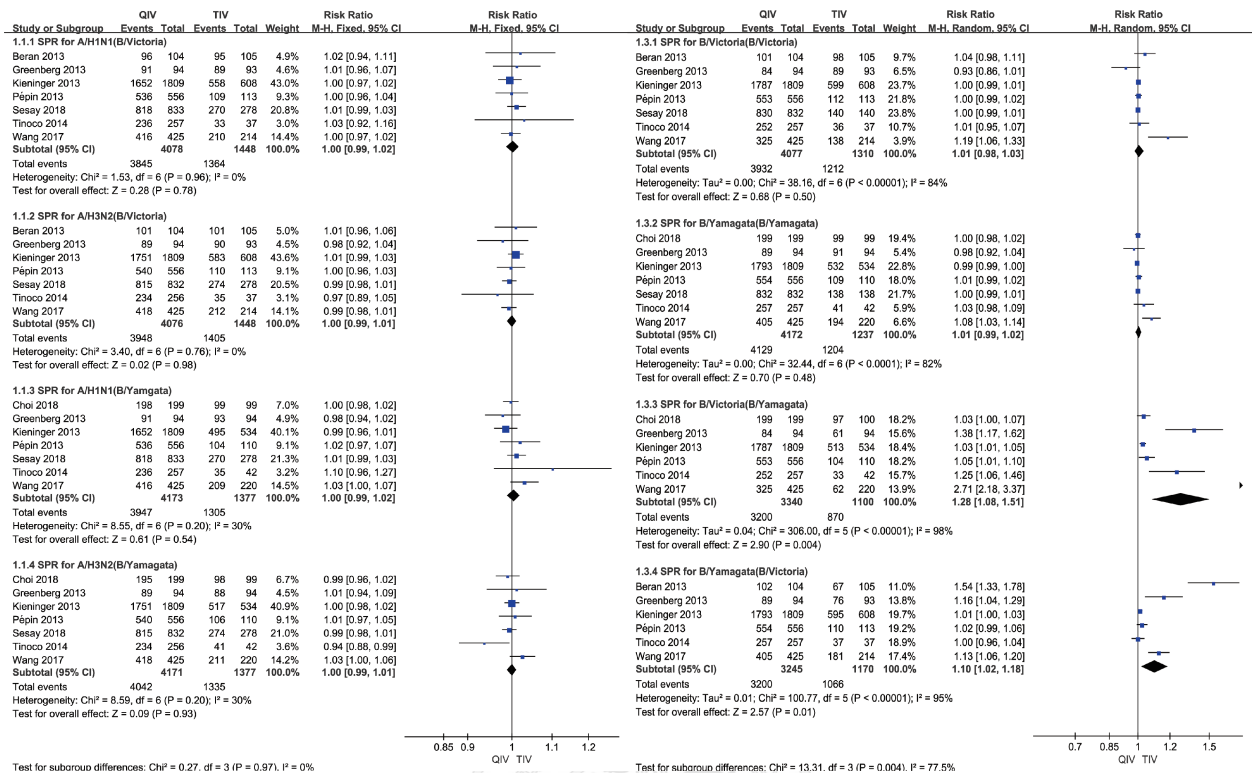 QIV TIV Risk Ratio Risk Ratio
Study or Subgroup Events Total Events Total Weight M-H. Fixed. 95% CI M-H. Fixed. 95% CI
1.1.1 SPR for A/H1N1(B/Victoria)
Beran 2013 96 104 95 105 4.9% 1.02 [0.94, 1.11]
Greenberg 2013 91 94 89 93 4.6% 1.01 [0.96, 1.07]
Kieninger 2013 1652 1809 558 608 43.0% 1.00 [0.97, 1.02]
Pépin 2013 536 556 109 113 9.3% 1.00 [0.96, 1.04]
Sesay 2018 818 833 270 278 20.8% 1.01 [0.99, 1.03]
Tinoco 2014 236 257 33 37 3.0% 1.03 [0.92, 1.16]
Wang 2017 416 425 210 214 14.4% 1.00 [0.97, 1.02]
Subtotal (95% CI) 4078 1448 100.0% 1.00 [0.99, 1.02]
Total events 3845 1364
Heterogeneity: Chi² = 1.53, df = 6 (P = 0.96); I² = 0%
Test for overall effect: Z = 0.28 (P = 0.78)
1.1.2 SPR for A/H3N2(B/Victoria)
Beran 2013 101 104 101 105 5.0% 1.01 [0.96, 1.06]
Greenberg 2013 89 94 90 93 4.5% 0.98 [0.92, 1.04]
Kieninger 2013 1751 1809 583 608 43.6% 1.01 [0.99, 1.03]
Pépin 2013 540 556 110 113 9.1% 1.00 [0.96, 1.03]
Sesay 2018 815 832 274 278 20.5% 0.99 [0.98, 1.01]
Tinoco 2014 234 256 35 37 3.1% 0.97 [0.89, 1.05]
Wang 2017 418 425 212 214 14.1% 0.99 [0.98, 1.01]
Subtotal (95% CI) 4076 1448 100.0% 1.00 [0.99, 1.01]
Total events 3948 1405
Heterogeneity: Chi² = 3.40, df = 6 (P = 0.76); I² = 0%
Test for overall effect: Z = 0.02 (P = 0.98)
1.1.3 SPR for A/H1N1(B/Yamgata)
Choi 2018 198 199 99 99 7.0% 1.00 [0.98, 1.02]
Greenberg 2013 91 94 93 94 4.9% 0.98 [0.94, 1.02]
Kieninger 2013 1652 1809 495 534 40.1% 0.99 [0.96, 1.01]
Pépin 2013 536 556 104 110 9.1% 1.02 [0.97, 1.07]
Sesay 2018 818 833 270 278 21.2% 1.01 [0.99, 1.03]
Tinoco 2014 236 257 35 42 3.2% 1.10 [0.96, 1.27]
Wang 2017 416 425 209 220 14.4% 1.03 [1.00, 1.07]
Subtotal (95% CI) 4173 1377 100.0% 1.00 [0.99, 1.02]
Total events 3947 1305
Heterogeneity: Chi² = 8.55, df = 6 (P = 0.20); I² = 30%
Test for overall effect: Z = 0.61 (P = 0.54)
1.1.4 SPR for A/H3N2(B/Yamagata)
Choi 2018 195 199 98 99 6.7% 0.99 [0.96, 1.02]
Greenberg 2013 89 94 88 94 4.5% 1.01 [0.94, 1.09]
Kieninger 2013 1751 1809 517 534 40.9% 1.00 [0.98, 1.02]
Pépin 2013 540 556 106 110 9.1% 1.01 [0.97, 1.05]
Sesay 2018 815 832 274 278 21.0% 0.99 [0.98, 1.01]
Tinoco 2014 234 256 41 42 3.6% 0.94 [0.88, 0.99]
Wang 2017 418 425 211 220 14.3% 1.03 [1.00, 1.06]
Subtotal (95% CI) 4171 1377 100.0% 1.00 [0.99, 1.01]
Total events 4042 1335
Heterogeneity: Chi² = 8.59, df = 6 (P = 0.20); I² = 30%
Test for overall effect: Z = 0.09 (P = 0.93)
0.85 0.9 1 1.1 1.2
QIV TIV
Test for subgroup differences: Chi² = 0.27. df = 3 (P = 0.97). I² = 0%
QIV TIV Risk Ratio Risk Ratio
Study or Subgroup Events Total Events Total Weight M-H. Random. 95% CI M-H. Random. 95% CI
1.3.1 SPR for B/Victoria(B/Victoria)
Beran 2013 101 104 98 105 9.7% 1.04 [0.98, 1.11]
Greenberg 2013 84 94 89 93 7.4% 0.93 [0.86, 1.01]
Kieninger 2013 1787 1809 599 608 21.4% 1.00 [0.99, 1.01]
Pépin 2013 553 556 112 113 19.9% 1.00 [0.99, 1.02]
Sesay 2018 830 832 140 140 21.5% 1.00 [0.99, 1.01]
Tinoco 2014 252 257 36 37 11.1% 1.01 [0.95, 1.07]
Wang 2017 325 425 138 214 3.9% 1.19 [1.06, 1.33]
Subtotal (95% CI) 4077 1310 100.0% 1.01 [0.98, 1.03]
Total events 3932 1212
Heterogeneity: Tau² = 0.00; Chi² = 38.16, df = 6 (P < 0.00001); I² = 84%
Test for overall effect: Z = 0.68 (P = 0.50)
1.3.2 SPR for B/Yamagata(B/Yamagata)
Choi 2018 199 199 99 99 19.4% 1.00 [0.98, 1.02]
Greenberg 2013 89 94 91 94 5.4% 0.98 [0.92, 1.04]
Kieninger 2013 1793 1809 532 534 23.0% 0.99 [0.99, 1.00]
Pépin 2013 554 556 109 110 18.0% 1.01 [0.99, 1.02]
Sesay 2018 832 832 138 138 21.7% 1.00 [0.99, 1.01]
Tinoco 2014 257 257 41 42 5.9% 1.03 [0.98, 1.09]
Wang 2017 405 425 194 220 6.6% 1.08 [1.03, 1.14]
Subtotal (95% CI) 4172 1237 100.0% 1.01 [0.99, 1.02]
Total events 4129 1204
Heterogeneity: Tau² = 0.00; Chi² = 32.44, df = 6 (P < 0.0001); I² = 82%
Test for overall effect: Z = 0.70 (P = 0.48)
1.3.3 SPR for B/Victoria(B/Yamagata)
Choi 2018 199 199 97 100 18.2% 1.03 [1.00, 1.07]
Greenberg 2013 84 94 61 94 15.6% 1.38 [1.17, 1.62]
Kieninger 2013 1787 1809 513 534 18.4% 1.03 [1.01, 1.05]
Pépin 2013 553 556 104 110 18.1% 1.05 [1.01, 1.10]
Tinoco 2014 252 257 33 42 15.7% 1.25 [1.06, 1.46]
Wang 2017 325 425 62 220 13.9% 2.71 [2.18, 3.37]
Subtotal (95% CI) 3340 1100 100.0% 1.28 [1.08, 1.51]
Total events 3200 870
Heterogeneity: Tau² = 0.04; Chi² = 306.00, df = 5 (P < 0.00001); I² = 98%
Test for overall effect: Z = 2.90 (P = 0.004)
1.3.4 SPR for B/Yamagata(B/Victoria)
Beran 2013 102 104 67 105 11.0% 1.54 [1.33, 1.78]
Greenberg 2013 89 94 76 93 13.8% 1.16 [1.04, 1.29]
Kieninger 2013 1793 1809 595 608 20.1% 1.01 [1.00, 1.03]
Pépin 2013 554 556 110 113 19.2% 1.02 [0.99, 1.06]
Tinoco 2014 257 257 37 37 18.5% 1.00 [0.96, 1.04]
Wang 2017 405 425 181 214 17.4% 1.13 [1.06, 1.20]
Subtotal (95% CI) 3245 1170 100.0% 1.10 [1.02, 1.18]
Total events 3200 1066
Heterogeneity: Tau² = 0.01; Chi² = 100.77, df = 5 (P < 0.00001); I² = 95%
Test for overall effect: Z = 2.57 (P = 0.01)
0.7 0.85 1 1.2 1.5
QIV TIV
Test for subgroup differences: Chi² = 13.31. df = 3 (P = 0.004). I² = 77.5%